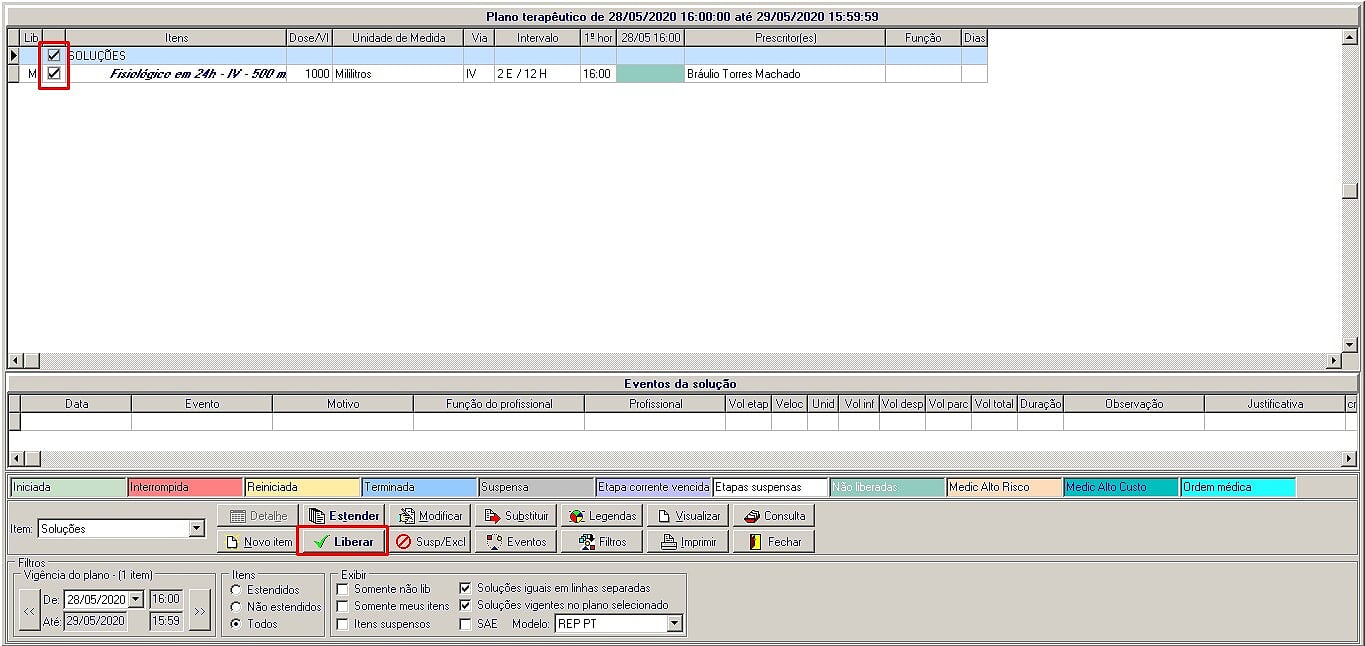 Plano terapêutico de 28/05/2020 16:00:00 até 29/05/2020 15:59:59
Lib Itens Dose/Vl Unidade de Medida Via Intervalo 1ª hor 28/05 16:00 Prescritor(es) Função Dias
SOLUÇÕES
M Fisiológico em 24h - IV - 500 m 1000 Mililitros IV 2 E / 12 H 16:00 Bráulio Torres Machado
Eventos da solução
Data Evento Motivo Função do profissional Profissional Vol etap Veloc Unid Vol inf Vol desp Vol parc Vol total Duração Observação Justificativa cr
Iniciada Interrompida Reiniciada Terminada Suspensa Etapa corrente vencida Etapas suspensas Não liberadas Medic Alto Risco Medic Alto Custo Ordem médica
Item: Soluções Detalhe Estender Modificar Substituir Legendas Visualizar Consulta
Novo item Liberar Susp/Excl Eventos Filtros Imprimir Fechar
Filtros
Vigência do plano - (1 item) Itens Exibir
<< De: 28/05/2020 16:00 >> Estendidos Somente não lib Soluções iguais em linhas separadas
Até: 29/05/2020 15:59 Não estendidos Somente meus itens Soluções vigentes no plano selecionado
Todos Itens suspensos SAE Modelo: REP PT